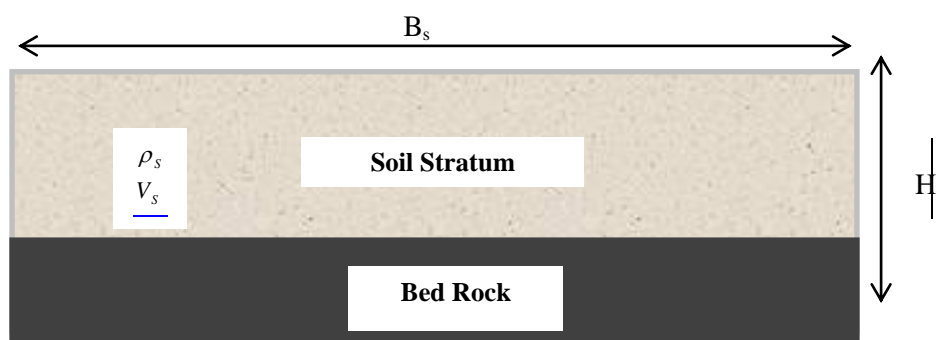 Bₛ
ρₛ
Vₛ
Soil Stratum
H
Bed Rock